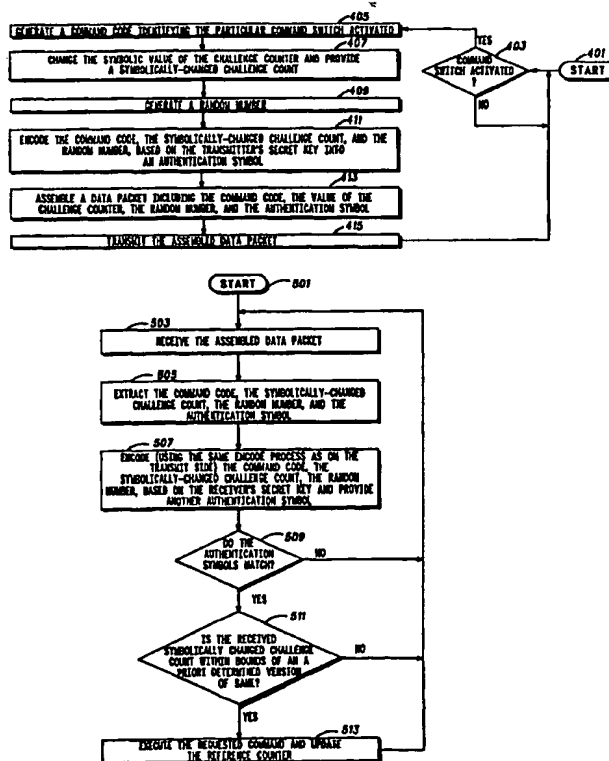 405
GENERATE A COMMAND CODE IDENTIFYING THE PARTICULAR COMMAND SWITCH ACTIVATED
407
CHANGE THE SYMBOLIC VALUE OF THE CHALLENGE COUNTER AND PROVIDE
A SYMBOLICALLY-CHANGED CHALLENGE COUNT
409
GENERATE A RANDOM NUMBER
411
ENCODE THE COMMAND CODE, THE SYMBOLICALLY-CHANGED CHALLENGE COUNT, AND THE
RANDOM NUMBER, BASED ON THE TRANSMITTER'S SECRET KEY INTO
AN AUTHENTICATION SYMBOL
413
ASSEMBLE A DATA PACKET INCLUDING THE COMMAND CODE, THE VALUE OF THE
CHALLENGE COUNTER, THE RANDOM NUMBER, AND THE AUTHENTICATION SYMBOL
415
TRANSMIT THE ASSEMBLED DATA PACKET
YES
403
COMMAND
SWITCH ACTIVATED
?
NO
401
START
START
501
503
RECEIVE THE ASSEMBLED DATA PACKET
505
EXTRACT THE COMMAND CODE, THE SYMBOLICALLY-CHANGED
CHALLENGE COUNT, THE RANDOM NUMBER, AND THE
AUTHENTICATION SYMBOL
507
ENCODE (USING THE SAME ENCODE PROCESS AS ON THE
TRANSMIT SIDE) THE COMMAND CODE, THE
SYMBOLICALLY-CHANGED CHALLENGE COUNT, THE RANDOM
NUMBER, BASED ON THE RECEIVER'S SECRET KEY AND PROVIDE
ANOTHER AUTHENTICATION SYMBOL
509
DO THE
AUTHENTICATION
SYMBOLS MATCH?
NO
YES
511
IS THE RECEIVED
SYMBOLICALLY CHANGED CHALLENGE
COUNT WITHIN BOUNDS OF AN A
PRIORI DETERMINED VERSION
OF SAME?
NO
YES
513
EXECUTE THE REQUESTED COMMAND AND UPDATE
THE REFERENCE COUNTER